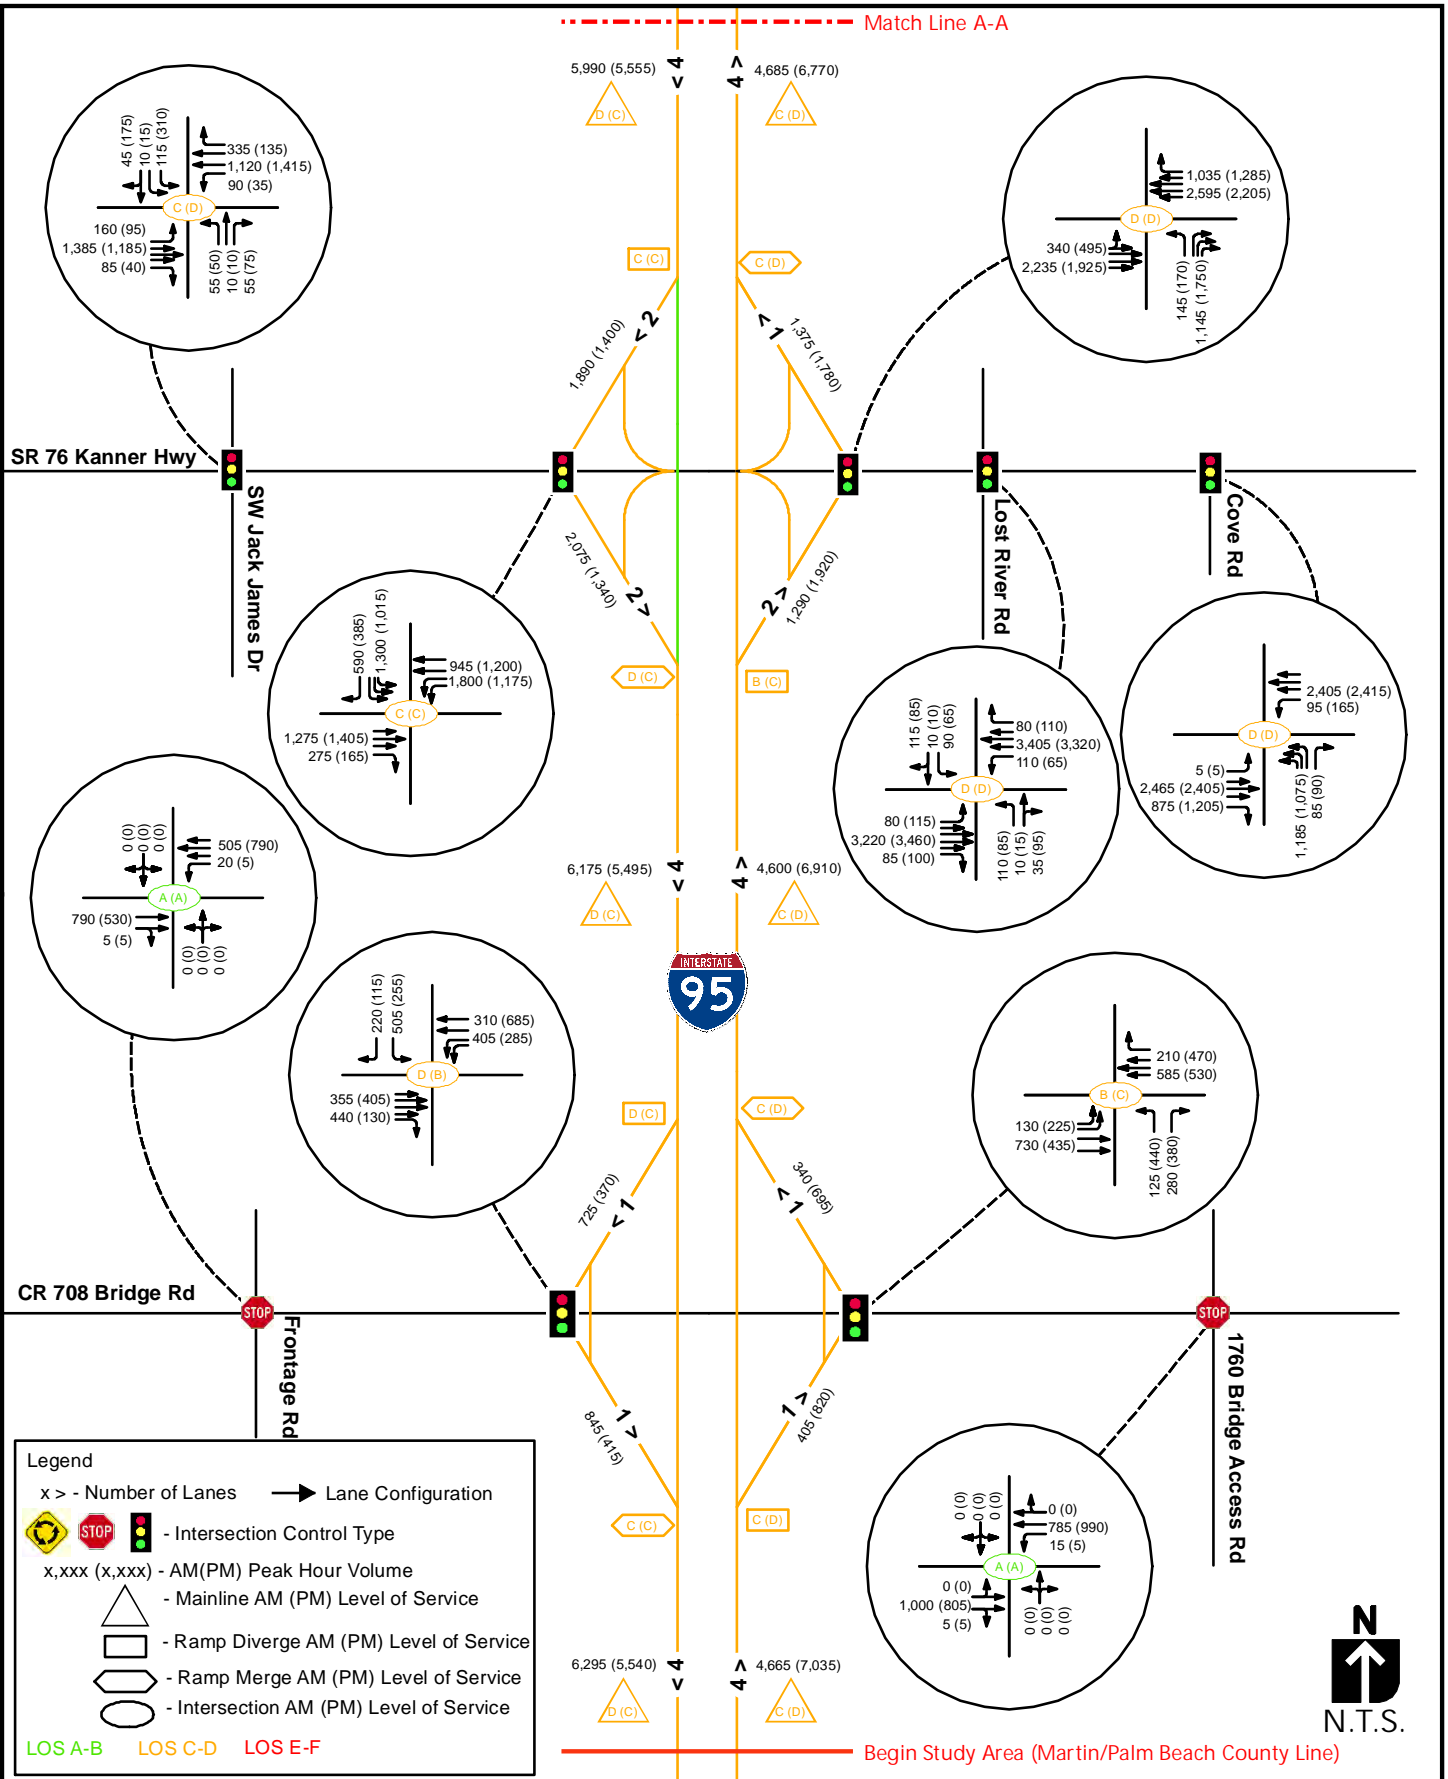 Match Line A-A
5,990 (5,555)
< 4
4 >
4,685 (6,770)
D (C)
C (D)
45 (175)
10 (15)
115 (310)
335 (135)
1,120 (1,415)
90 (35)
C (D)
160 (95)
1,385 (1,185)
85 (40)
55 (50)
10 (10)
55 (75)
1,035 (1,285)
2,595 (2,205)
D (D)
340 (495)
2,235 (1,925)
145 (170)
1,145 (1,750)
C (C)
C (D)
1,890 (1,400)
< 2
< 1
1,375 (1,780)
SR 76 Kanner Hwy
SW Jack James Dr
Lost River Rd
Cove Rd
2,075 (1,340)
2 >
2 >
1,290 (1,920)
D (C)
B (C)
590 (385)
1,300 (1,015)
945 (1,200)
1,800 (1,175)
C (C)
1,275 (1,405)
275 (165)
115 (85)
10 (10)
90 (65)
80 (110)
3,405 (3,320)
110 (65)
D (D)
80 (115)
3,220 (3,460)
85 (100)
110 (85)
10 (15)
35 (95)
2,405 (2,415)
95 (165)
D (D)
5 (5)
2,465 (2,405)
875 (1,205)
1,185 (1,075)
85 (90)
0 (0)
0 (0)
0 (0)
505 (790)
20 (5)
A (A)
790 (530)
5 (5)
0 (0)
0 (0)
0 (0)
6,175 (5,495)
< 4
4 >
4,600 (6,910)
D (C)
C (D)
INTERSTATE
95
220 (115)
505 (255)
310 (685)
405 (285)
D (B)
355 (405)
440 (130)
210 (470)
585 (530)
B (C)
130 (225)
730 (435)
125 (440)
280 (380)
D (C)
C (D)
725 (370)
< 1
< 1
340 (695)
CR 708 Bridge Rd
STOP
STOP
Frontage Rd
1760 Bridge Access Rd
845 (415)
1 >
1 >
405 (820)
C (C)
C (D)
0 (0)
0 (0)
0 (0)
0 (0)
785 (990)
15 (5)
A (A)
0 (0)
1,000 (805)
5 (5)
0 (0)
0 (0)
0 (0)
6,295 (5,540)
< 4
4 >
4,665 (7,035)
D (C)
C (D)
Begin Study Area (Martin/Palm Beach County Line)
Legend
x > - Number of Lanes
Lane Configuration
STOP
- Intersection Control Type
x,xxx (x,xxx) - AM(PM) Peak Hour Volume
- Mainline AM (PM) Level of Service
- Ramp Diverge AM (PM) Level of Service
- Ramp Merge AM (PM) Level of Service
- Intersection AM (PM) Level of Service
LOS A-B LOS C-D LOS E-F
N
N.T.S.